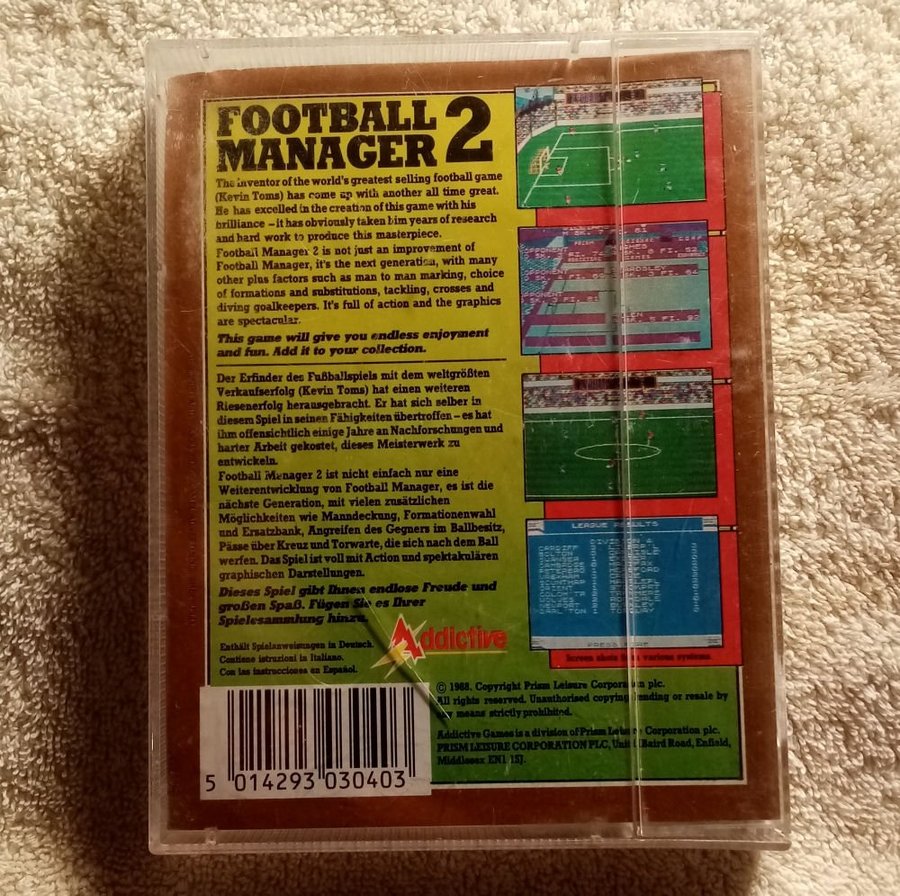 FOOTBALL
MANAGER 2
The inventor of the world's greatest selling football game
(Kevin Toms) has come up with another all time great.
He has excelled in the creation of this game with his
brilliance – it has obviously taken him years of research
and hard work to produce this masterpiece.
Football Manager 2 is not just an improvement of
Football Manager, it's the next generation, with many
other plus factors such as man to man marking, choice
of formations and substitutions, tackling, crosses and
diving goalkeepers. It's full of action and the graphics
are spectacular.
This game will give you endless enjoyment
and fun. Add it to your collection.
Der Erfinder des Fußballspiels mit dem weltgrößten
Verkaufserfolg (Kevin Toms) hat einen weiteren
Riesenerfolg herausgebracht. Er hat sich selber in
diesem Spiel in seinen Fähigkeiten übertroffen – es hat
ihm offensichtlich einige Jahre an Nachforschungen und
harter Arbeit gekostet, dieses Meisterwerk zu
entwickeln.
Football Manager 2 ist nicht einfach nur eine
Weiterentwicklung von Football Manager, es ist die
nächste Generation, mit vielen zusätzlichen
Möglichkeiten wie Manndeckung, Formationenwahl
und Ersatzbank, Angreifen des Gegners im Ballbesitz,
Pässe über Kreuz und Torwarte, die sich nach dem Ball
werfen. Das Spiel ist voll mit Action und spektakulären
graphischen Darstellungen.
Dieses Spiel gibt Ihnen endlose Freude und
großen Spaß. Fügen Sie es Ihrer
Spielesammlung hinzu.
Enthält Spielanweisungen in Deutsch.
Contiene istruzioni in Italiano.
Con las instrucciones en Español.
Addictive
LEAGUE RESULTS
DIVISION 4
CARDIFF
Screen shots from various systems.
© 1988. Copyright Prism Leisure Corporation plc.
All rights reserved. Unauthorised copying, lending or resale by
any means strictly prohibited.
Addictive Games is a division of Prism Leisure Corporation plc.
PRISM LEISURE CORPORATION PLC, Unit 1 Baird Road, Enfield,
Middlesex EN1 1SJ.
5 014293 030403